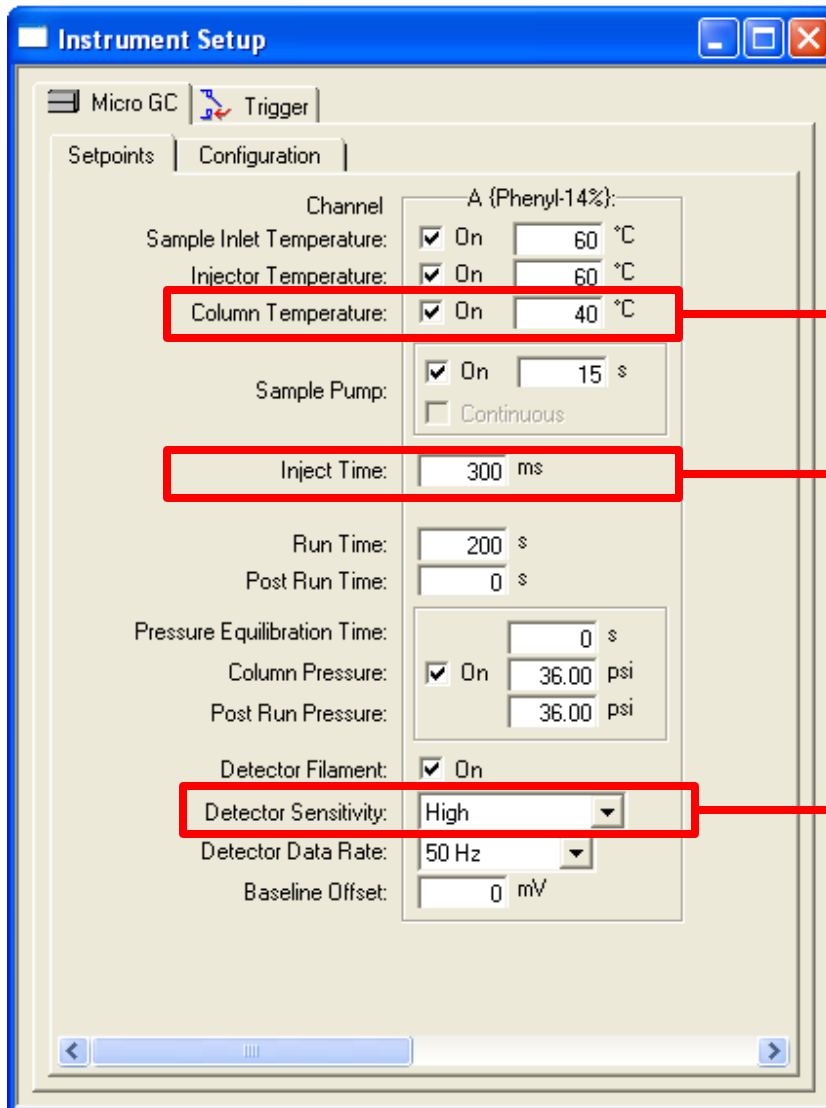 Instrument Setup
Micro GC Trigger
Setpoints Configuration
Channel A {Phenyl-14%}:
Sample Inlet Temperature: On 60 °C
Injector Temperature: On 60 °C
Column Temperature: On 40 °C
Sample Pump: On 15 s
Continuous
Inject Time: 300 ms
Run Time: 200 s
Post Run Time: 0 s
Pressure Equilibration Time: 0 s
Column Pressure: On 36.00 psi
Post Run Pressure: 36.00 psi
Detector Filament: On
Detector Sensitivity: High
Detector Data Rate: 50 Hz
Baseline Offset: 0 mV